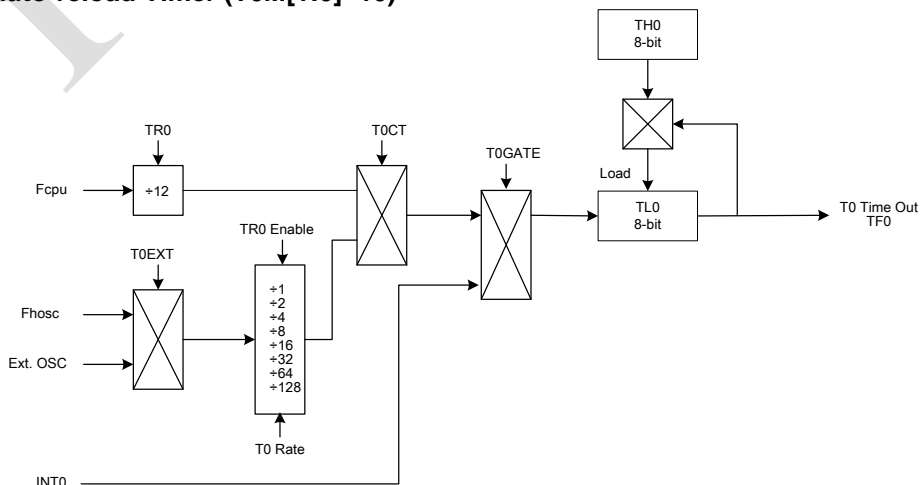 TH0
8-bit
TR0
T0CT
T0GATE
Load
Fcpu
÷12
TL0
8-bit
T0 Time Out
TF0
TR0 Enable
T0EXT
÷1
÷2
÷4
÷8
÷16
÷32
÷64
÷128
Fhosc
Ext. OSC
T0 Rate
INT0